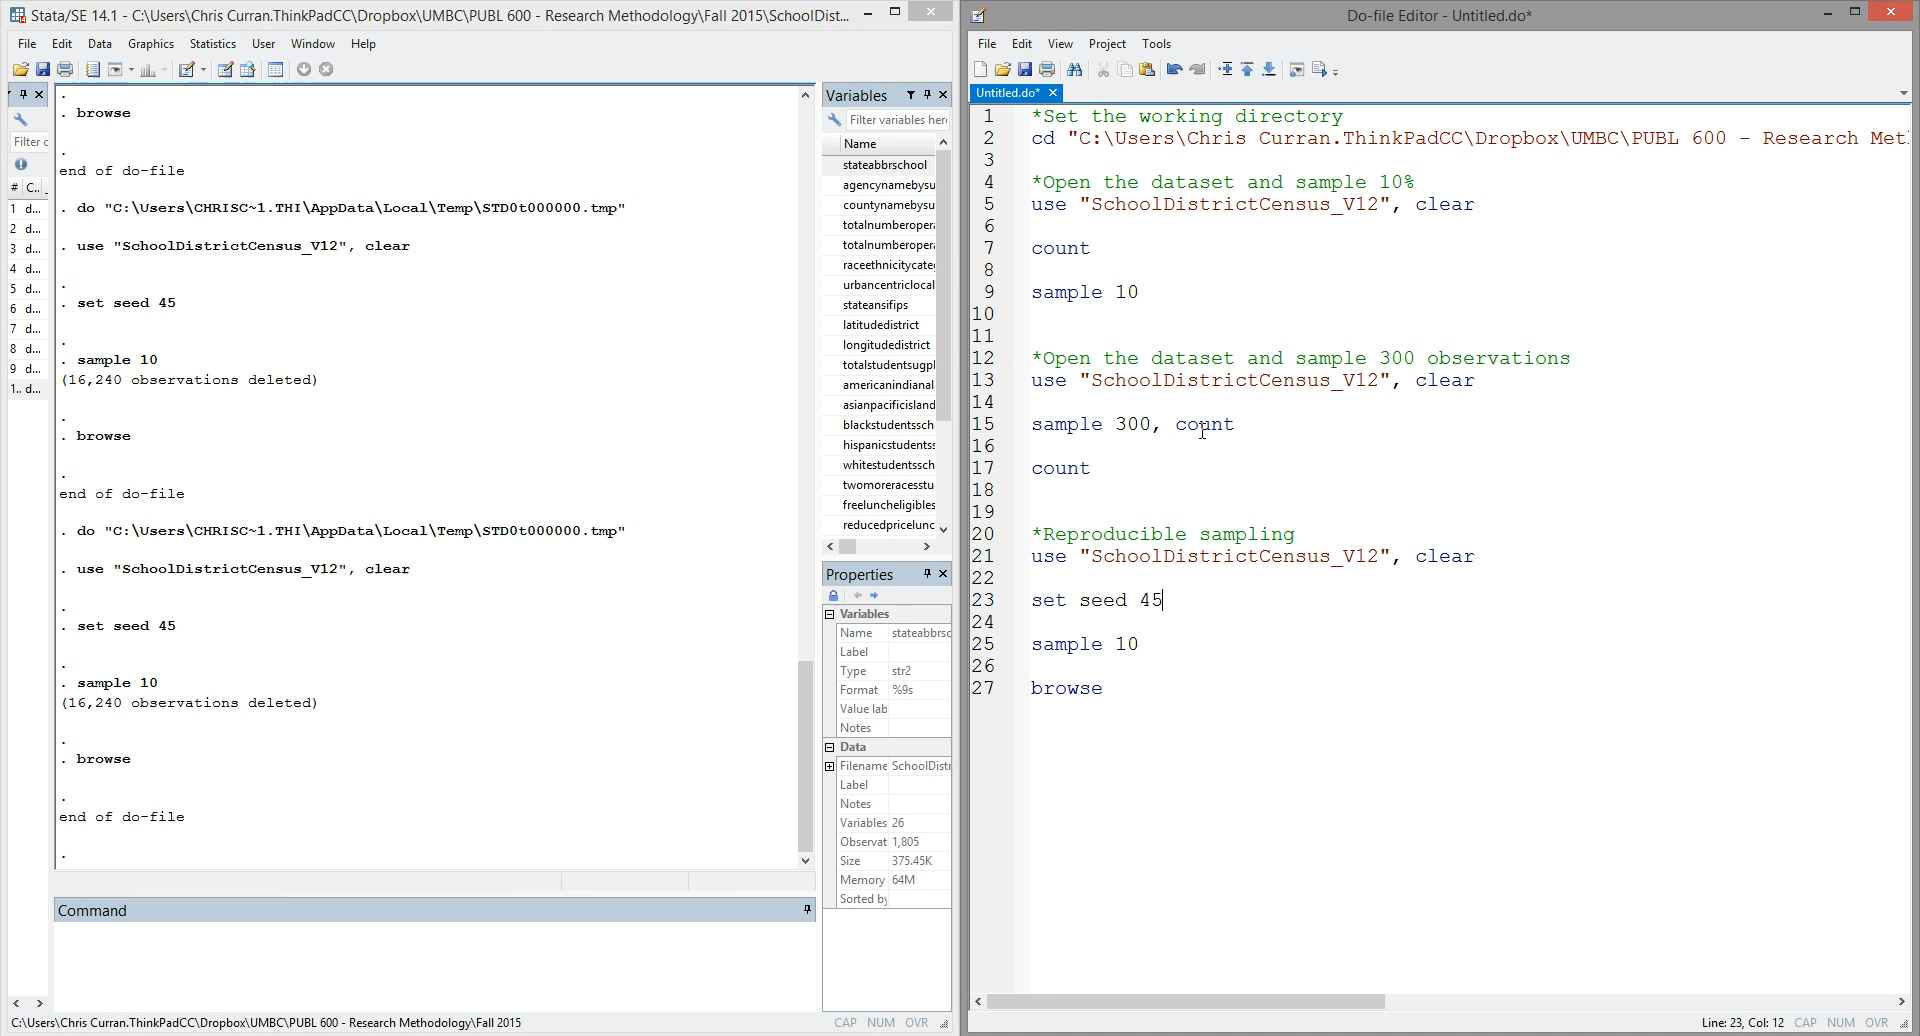 Stata/SE 14.1 - C:\Users\Chris Curran.ThinkPadCC\Dropbox\UMBC\PUBL 600 - Research Methodology\Fall 2015\SchoolDist...
File Edit Data Graphics Statistics User Window Help
Filter c
# C..
1 d...
2 d...
3 d...
4 d...
5 d...
6 d...
7 d...
8 d...
9 d...
1.. d...
.
. browse
.
end of do-file
. do "C:\Users\CHRISC~1.THI\AppData\Local\Temp\STD0t000000.tmp"
. use "SchoolDistrictCensus_V12", clear
.
. set seed 45
.
. sample 10
(16,240 observations deleted)
.
. browse
.
end of do-file
. do "C:\Users\CHRISC~1.THI\AppData\Local\Temp\STD0t000000.tmp"
. use "SchoolDistrictCensus_V12", clear
.
. set seed 45
.
. sample 10
(16,240 observations deleted)
.
. browse
.
end of do-file
.
Command
Variables
Filter variables her
Name
stateabbrschool
agencynamebysu
countynamebysu
totalnumberoper
totalnumberoper
raceethnicitycate
urbancentriclocal
stateansifips
latitudedistrict
longitudedistrict
totalstudentsugpl
americanindianal
asianpacificisland
blackstudentssch
hispanicstudents
whitestudentssch
twomoreracesstu
freeluncheligibles
reducedpricelunc
Properties
Variables
Name stateabbrsc
Label
Type str2
Format %9s
Value lab
Notes
Data
Filename SchoolDistr
Label
Notes
Variables 26
Observat 1,805
Size 375.45K
Memory 64M
Sorted by
C:\Users\Chris Curran.ThinkPadCC\Dropbox\UMBC\PUBL 600 - Research Methodology\Fall 2015
CAP NUM OVR
Do-file Editor - Untitled.do*
File Edit View Project Tools
Untitled.do*
1 *Set the working directory
2 cd "C:\Users\Chris Curran.ThinkPadCC\Dropbox\UMBC\PUBL 600 - Research Met
3
4 *Open the dataset and sample 10%
5 use "SchoolDistrictCensus_V12", clear
6
7 count
8
9 sample 10
10
11
12 *Open the dataset and sample 300 observations
13 use "SchoolDistrictCensus_V12", clear
14
15 sample 300, count
16
17 count
18
19
20 *Reproducible sampling
21 use "SchoolDistrictCensus_V12", clear
22
23 set seed 45
24
25 sample 10
26
27 browse
Line: 23, Col: 12 CAP NUM OVR